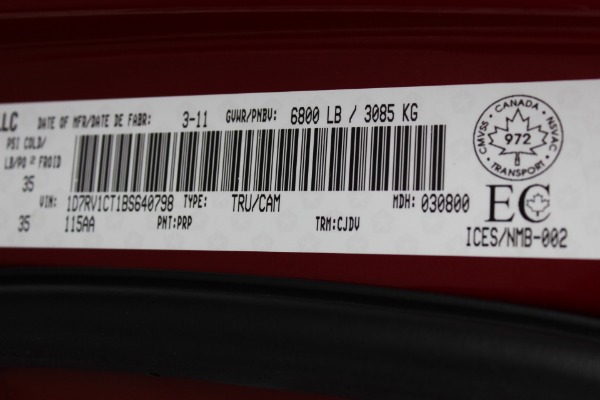 LLC DATE OF MFR/DATE DE FABR: 3-11 GVWR/PNBV: 6800 LB / 3085 KG
PSI COLD/
LB/PO² FROID
35
VIN: 1D7RV1CT1BS640798 TYPE: TRU/CAM MDH: 030800
35 115AA PNT:PRP TRM:CJDV
CANADA
CMVSS 972 NSVAC
TRANSPORT
EC
ICES/NMB-002